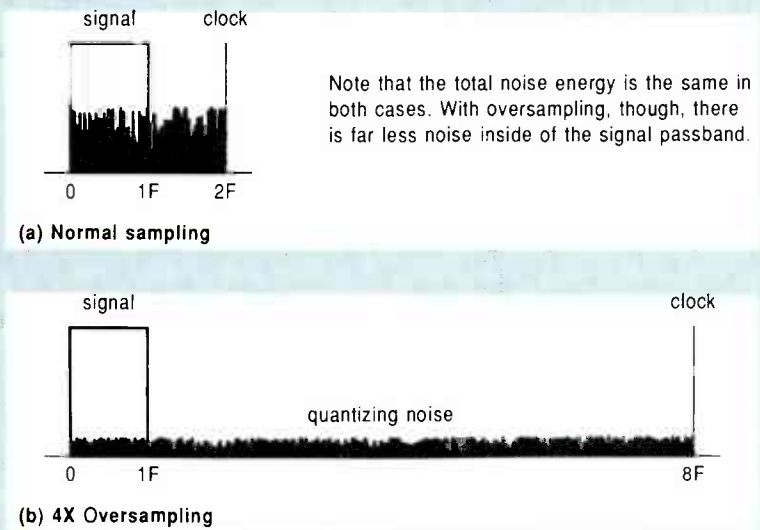 signal clock
Note that the total noise energy is the same in
both cases. With oversampling, though, there
is far less noise inside of the signal passband.
0 1F 2F
(a) Normal sampling
signal clock
quantizing noise
0 1F 8F
(b) 4X Oversampling